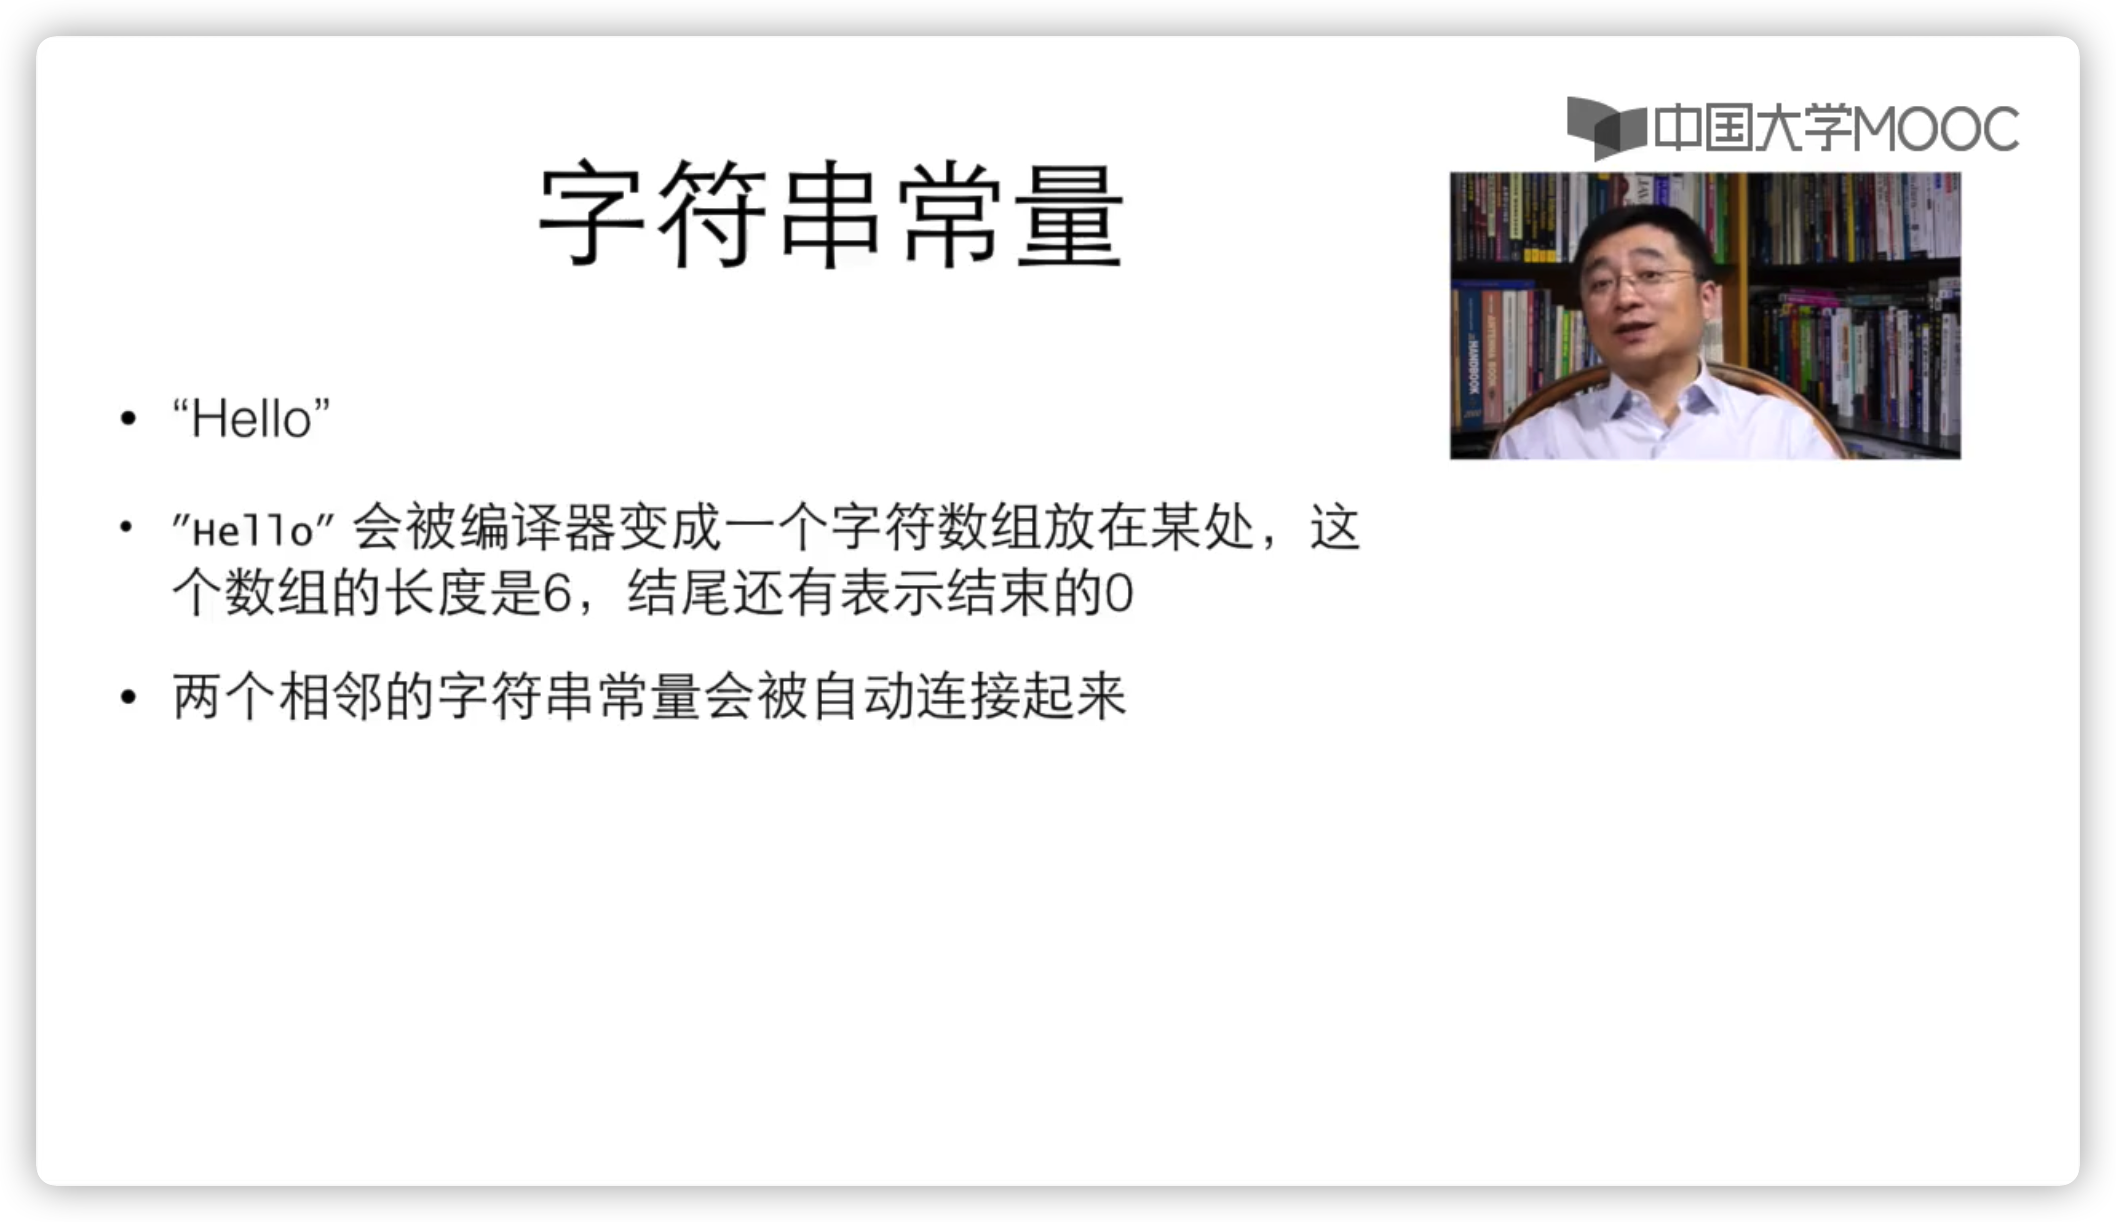 中国大学MOOC
字符串常量
“Hello”
”Hello” 会被编译器变成一个字符数组放在某处，这
个数组的长度是6，结尾还有表示结束的0
两个相邻的字符串常量会被自动连接起来
HANDBOOK